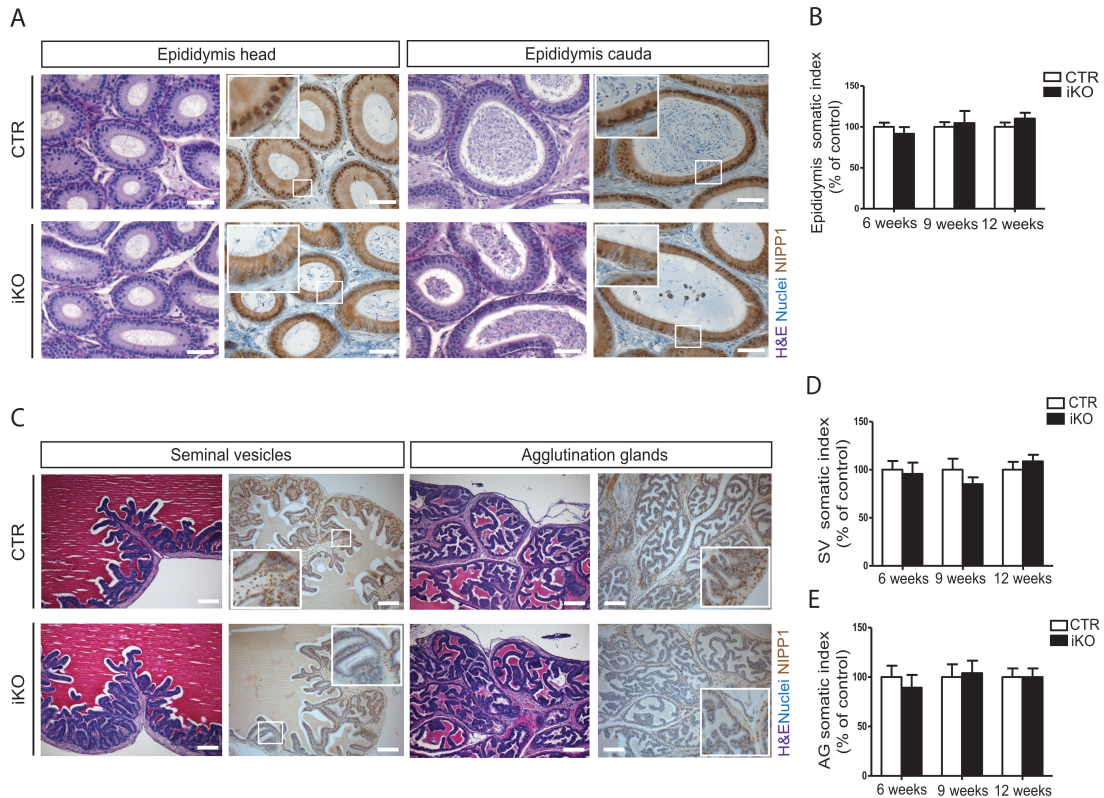 A
Epididymis head
Epididymis cauda
CTR
iKO
H&E Nuclei NIPP1
B
Epididymis somatic index
(% of control)
150
100
50
0
6 weeks 9 weeks 12 weeks
CTR
iKO
C
Seminal vesicles
Agglutination glands
CTR
iKO
H&ENuclei NIPP1
D
SV somatic index
(% of control)
150
100
50
0
6 weeks 9 weeks 12 weeks
CTR
iKO
E
AG somatic index
(% of control)
150
100
50
0
6 weeks 9 weeks 12 weeks
CTR
iKO